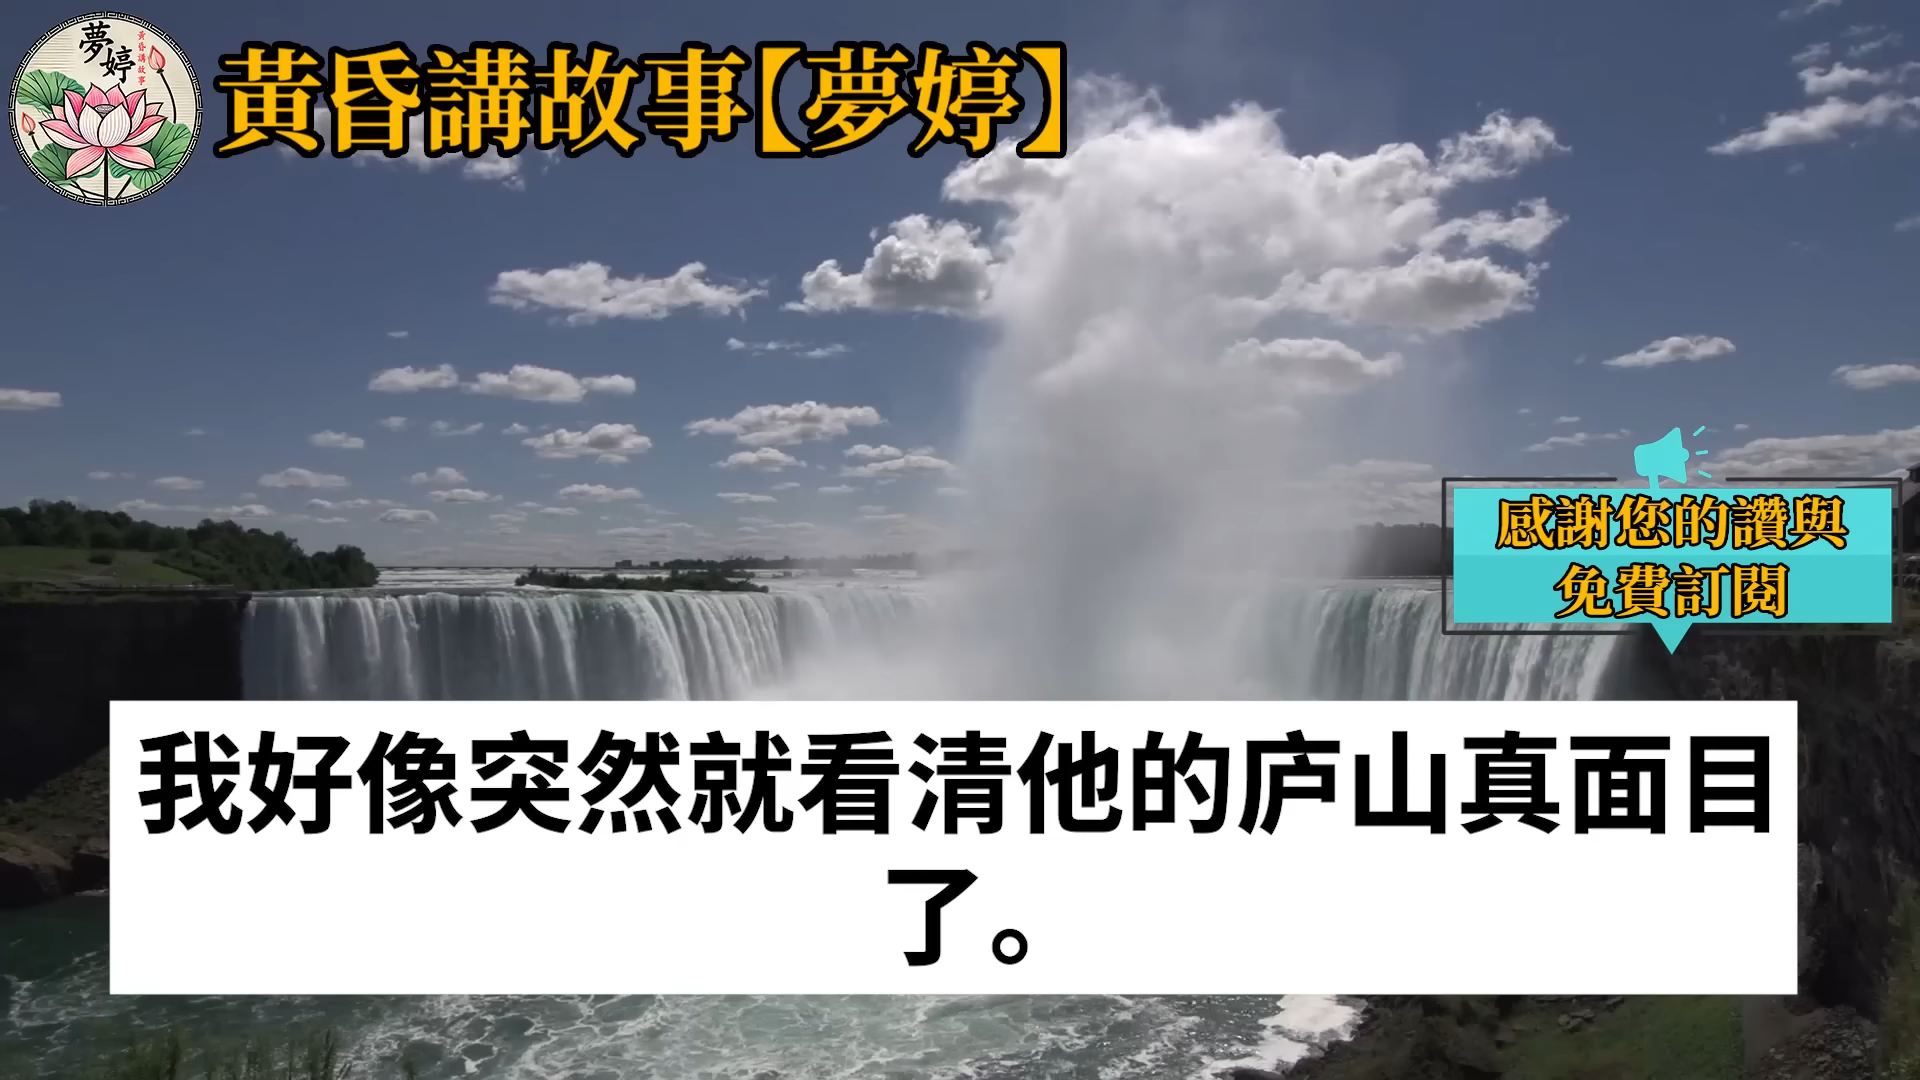 夢婷
黃昏講故事
黃昏講故事【夢婷】
感謝您的讚與
免費訂閱
我好像突然就看清他的庐山真面目
了。